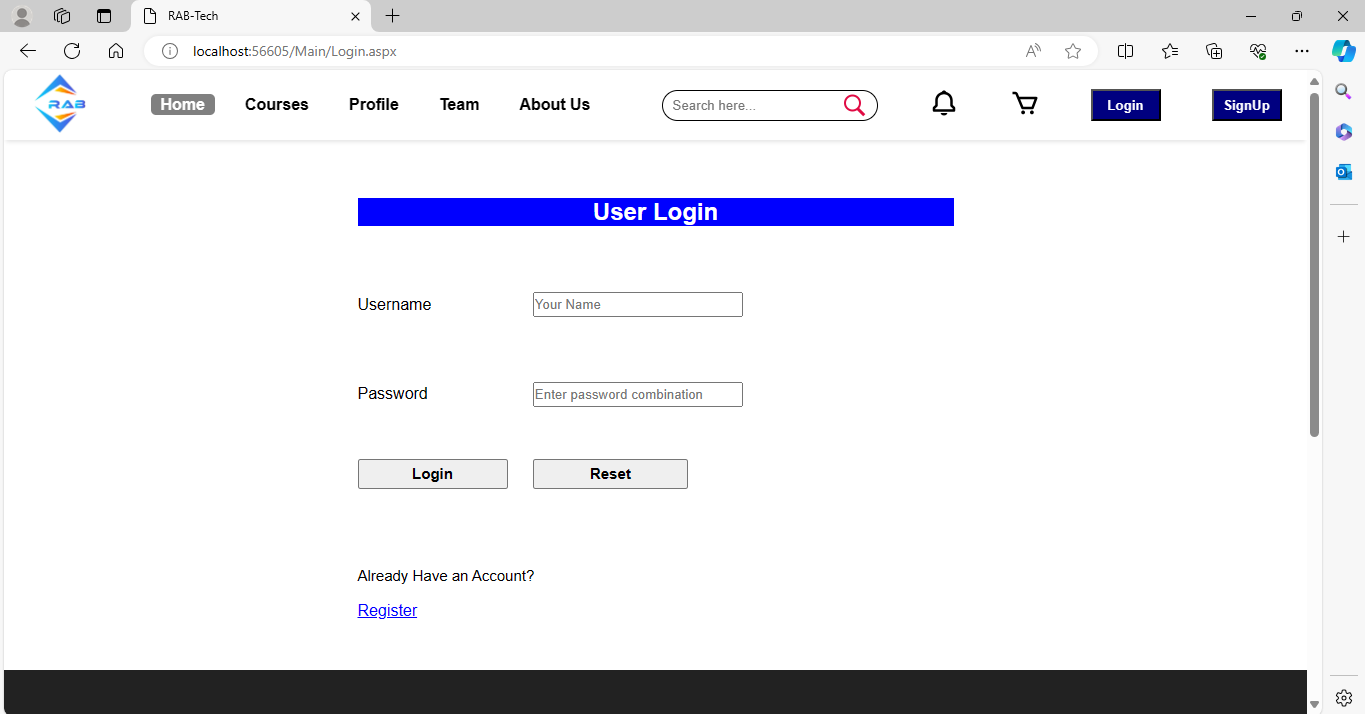 RAB-Tech
localhost:56605/Main/Login.aspx
RAB
Home Courses Profile Team About Us Search here... Login SignUp
User Login
Username Your Name
Password Enter password combination
Login Reset
Already Have an Account?
Register